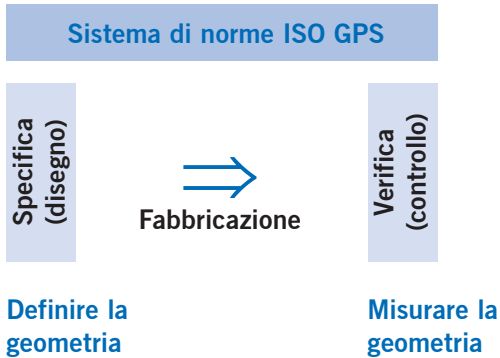 Sistema di norme ISO GPS
Specifica
(disegno)
Fabbricazione
Verifica
(controllo)
Definire la
geometria
Misurare la
geometria